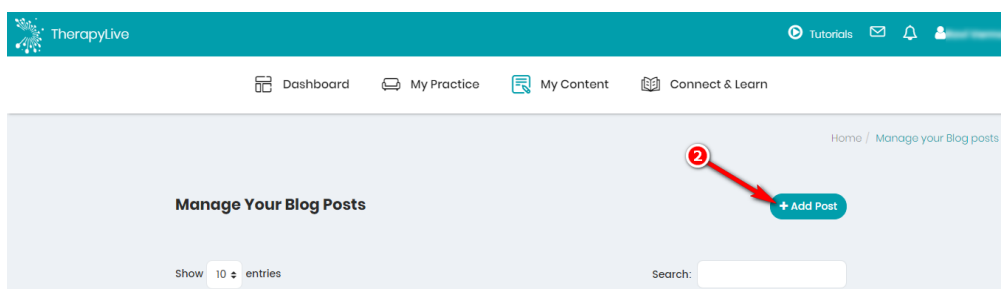 TherapyLive
Tutorials
Dashboard My Practice My Content Connect & Learn
Home / Manage your Blog posts
2
Manage Your Blog Posts
+ Add Post
Show 10 entries
Search: